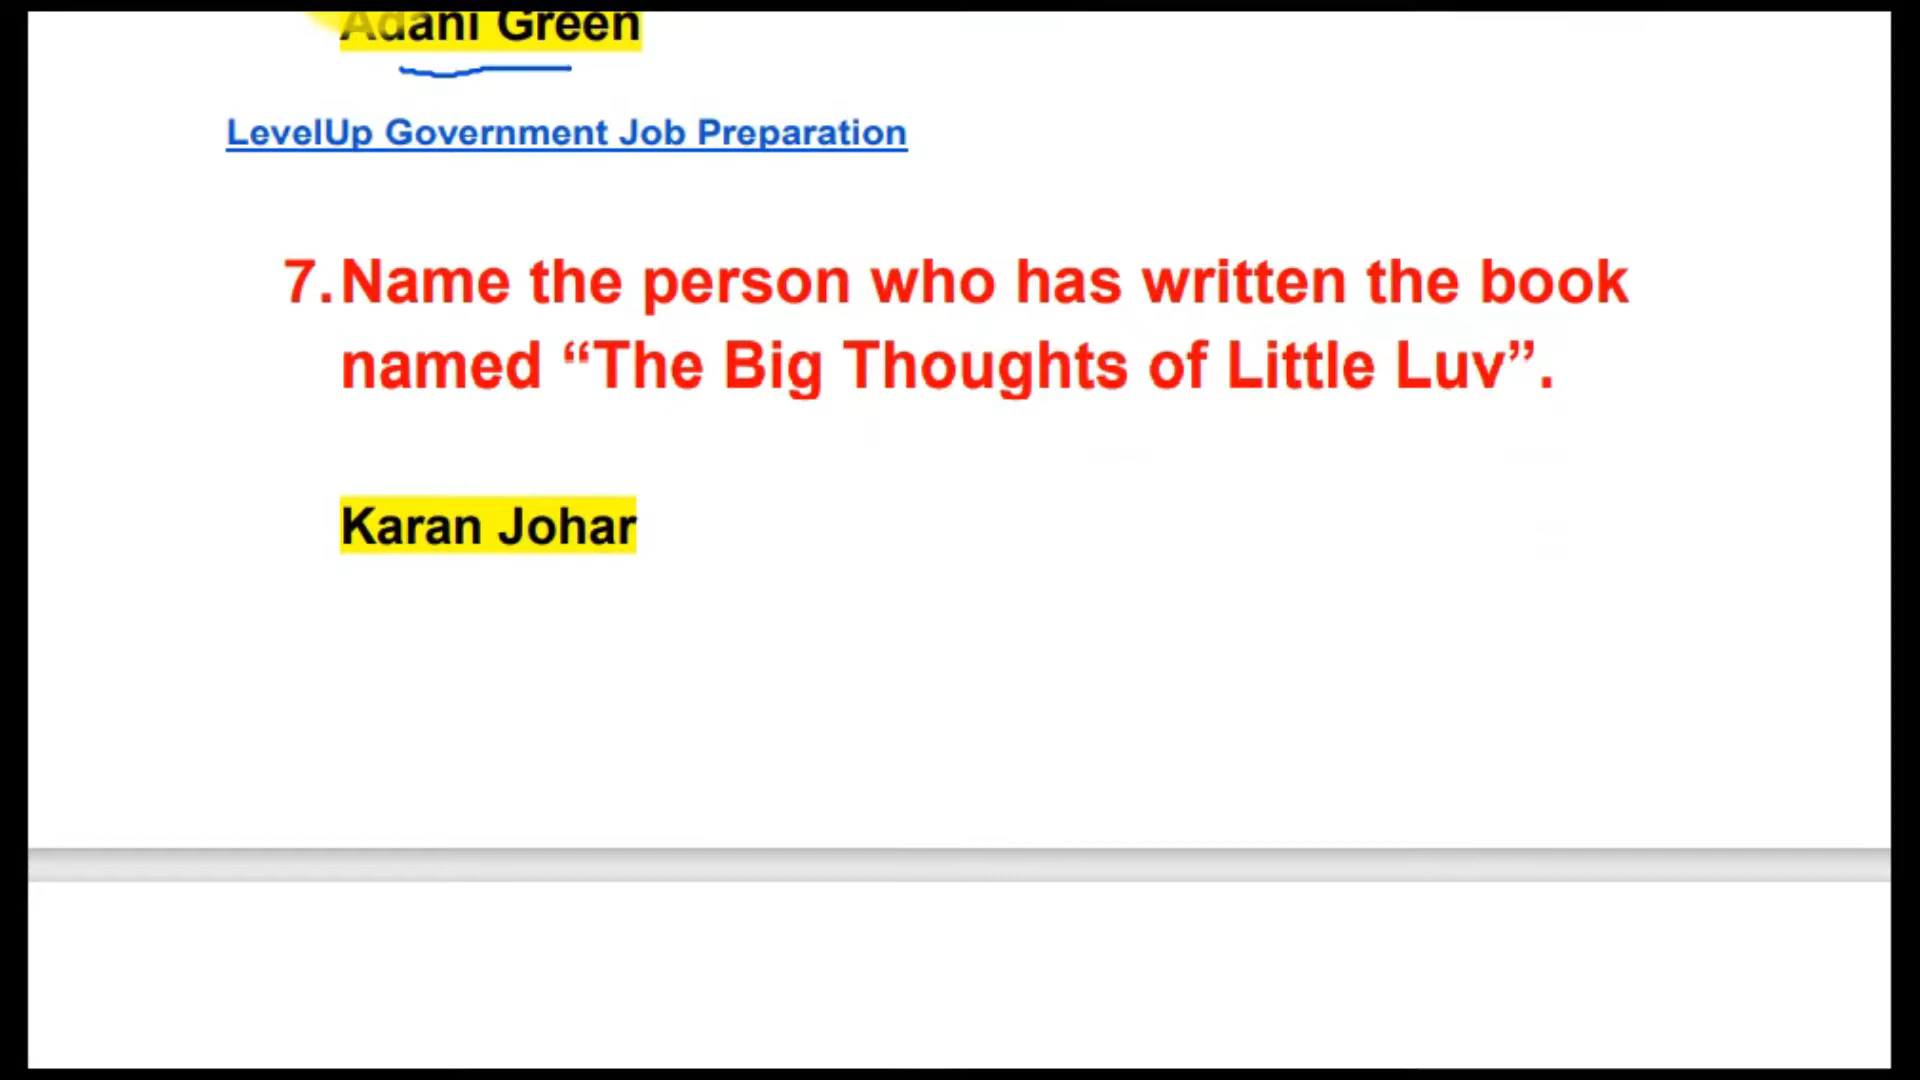 Adani Green
LevelUp Government Job Preparation
7. Name the person who has written the book
named “The Big Thoughts of Little Luv”.
Karan Johar